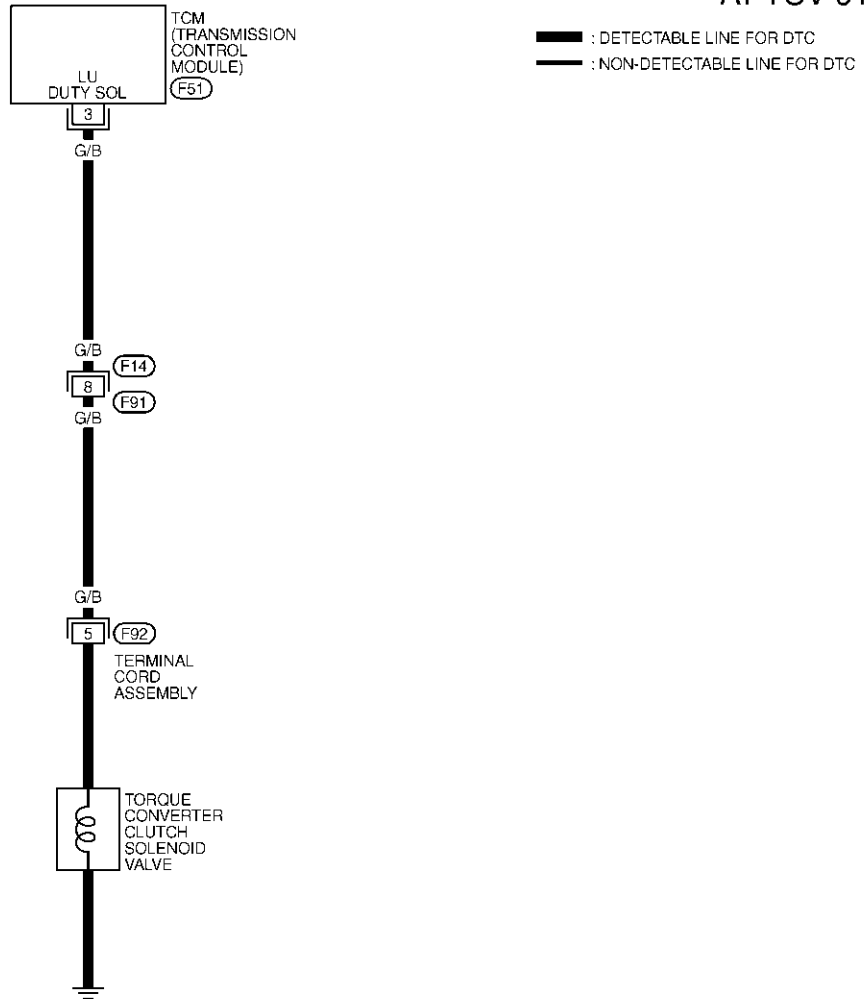 TCM
(TRANSMISSION
CONTROL
MODULE)
F51
LU
DUTY SOL
3
: DETECTABLE LINE FOR DTC
: NON-DETECTABLE LINE FOR DTC
G/B
G/B
F14
8
F91
G/B
G/B
5
F92
TERMINAL
CORD
ASSEMBLY
TORQUE
CONVERTER
CLUTCH
SOLENOID
VALVE